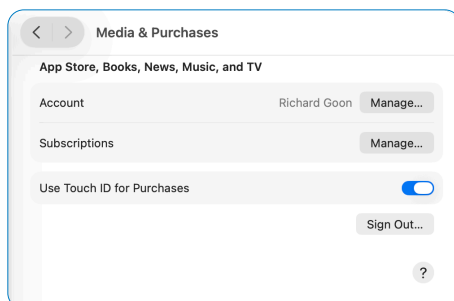 Media & Purchases
App Store, Books, News, Music, and TV
Account Richard Goon Manage...
Subscriptions Manage...
Use Touch ID for Purchases
Sign Out...
?